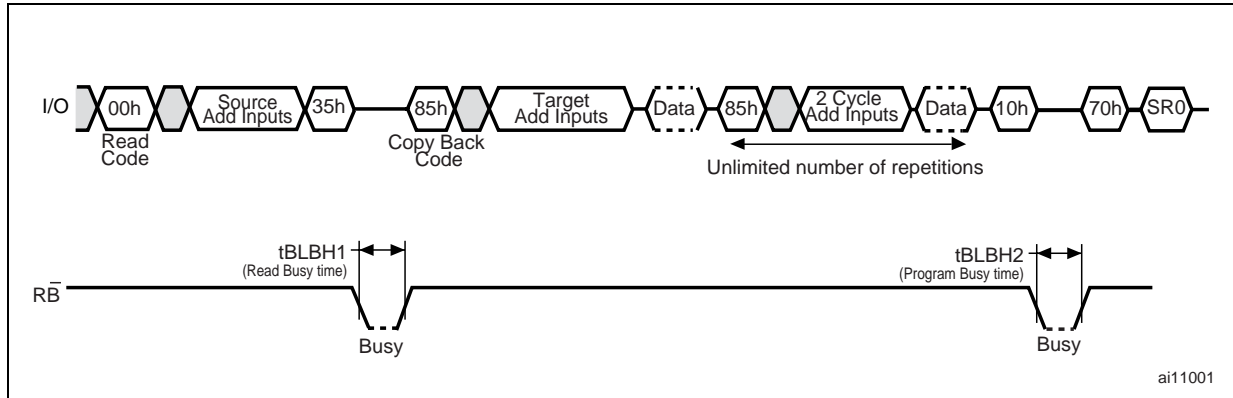 I/O
00h
Source
Add Inputs
35h
85h
Target
Add Inputs
Data
85h
2 Cycle
Add Inputs
Data
10h
70h
SR0
Read
Code
Copy Back
Code
Unlimited number of repetitions
tBLBH1
(Read Busy time)
tBLBH2
(Program Busy time)
RB̅
Busy
Busy
ai11001